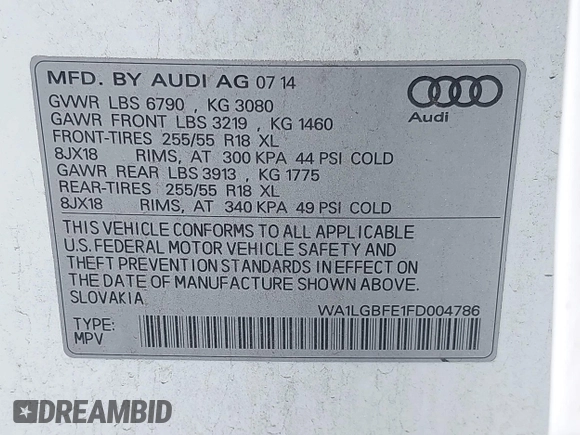 MFD. BY AUDI AG 07 14
GVWR LBS 6790 , KG 3080
GAWR FRONT LBS 3219 , KG 1460
FRONT-TIRES 255/55 R18 XL
8JX18 RIMS, AT 300 KPA 44 PSI COLD
GAWR REAR LBS 3913 , KG 1775
REAR-TIRES 255/55 R18 XL
8JX18 RIMS, AT 340 KPA 49 PSI COLD
Audi
THIS VEHICLE CONFORMS TO ALL APPLICABLE
U.S. FEDERAL MOTOR VEHICLE SAFETY AND
THEFT PREVENTION STANDARDS IN EFFECT ON
THE DATE OF MANUFACTURE SHOWN ABOVE.
SLOVAKIA
WA1LGBFE1FD004786
TYPE:
MPV
DREAMBID